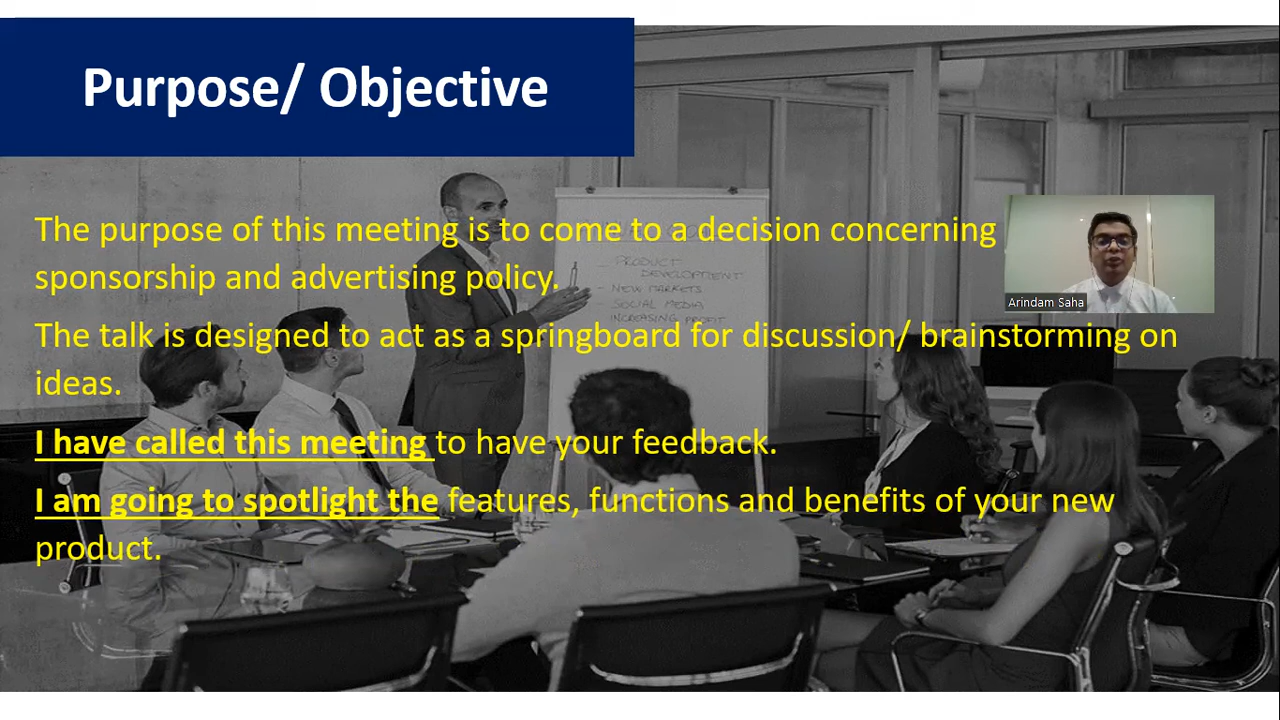 Purpose/ Objective
The purpose of this meeting is to come to a decision concerning
sponsorship and advertising policy.
Arindam Saha
The talk is designed to act as a springboard for discussion/ brainstorming on
ideas.
I have called this meeting to have your feedback.
I am going to spotlight the features, functions and benefits of your new
product.
PRODUCT
DEVELOPMENT
- NEW MARKETS
- SOCIAL MEDIA
INCREASING PROFIT